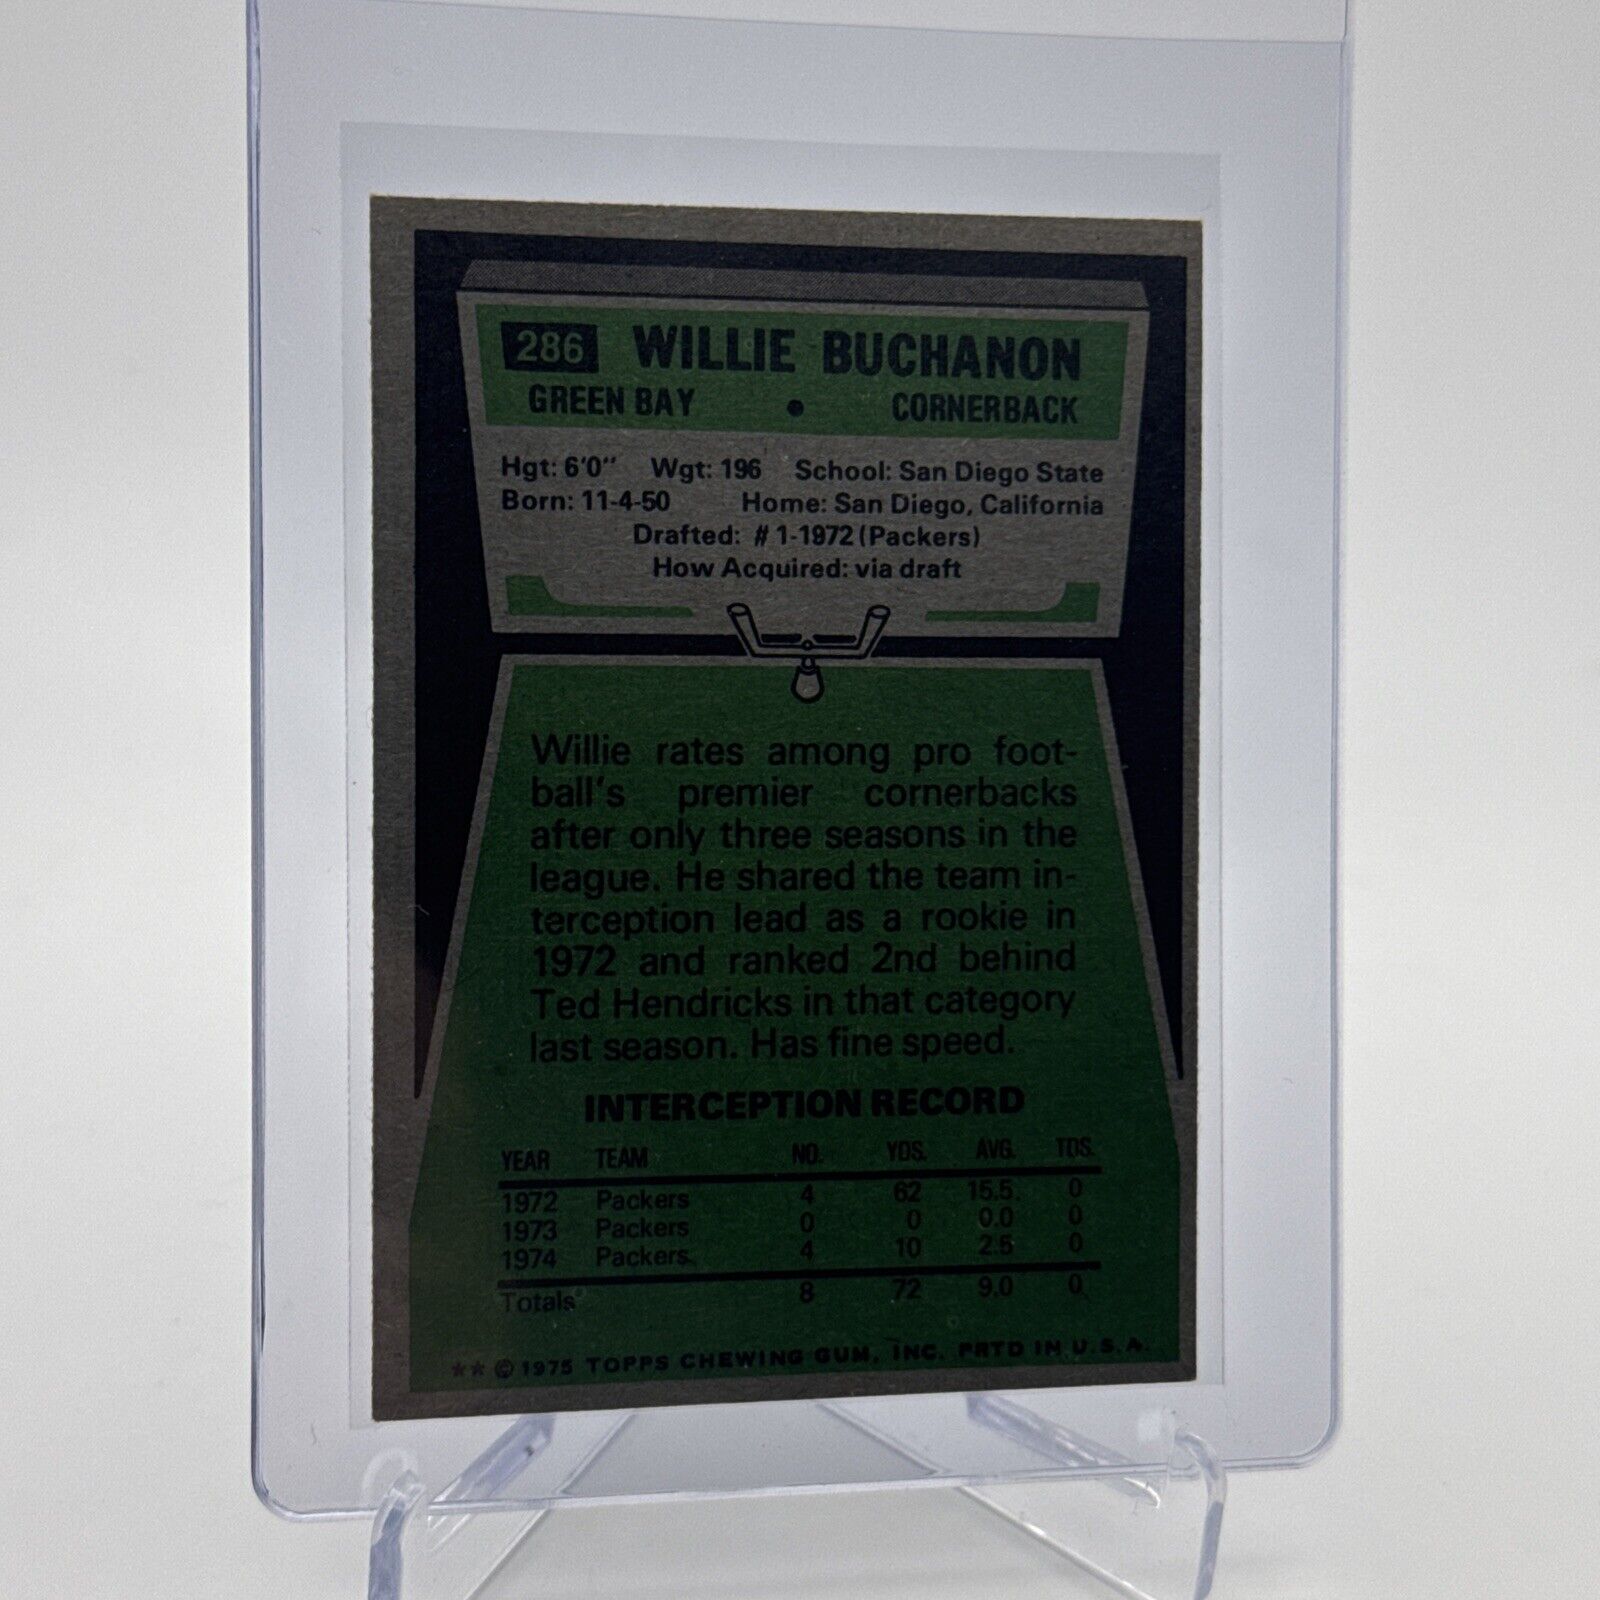 286 WILLIE BUCHANON
GREEN BAY • CORNERBACK
Hgt: 6'0" Wgt: 196 School: San Diego State
Born: 11-4-50 Home: San Diego, California
Drafted: #1-1972 (Packers)
How Acquired: via draft
Willie rates among pro foot-
ball's premier cornerbacks
after only three seasons in the
league. He shared the team in-
terception lead as a rookie in
1972 and ranked 2nd behind
Ted Hendricks in that category
last season. Has fine speed.
INTERCEPTION RECORD
YEAR TEAM NO. YDS. AVG. TDS.
1972 Packers 4 62 15.5 0
1973 Packers 0 0 0.0 0
1974 Packers 4 10 2.5 0
Totals 8 72 9.0 0
** © 1975 TOPPS CHEWING GUM, INC. PRTD IN U.S.A.